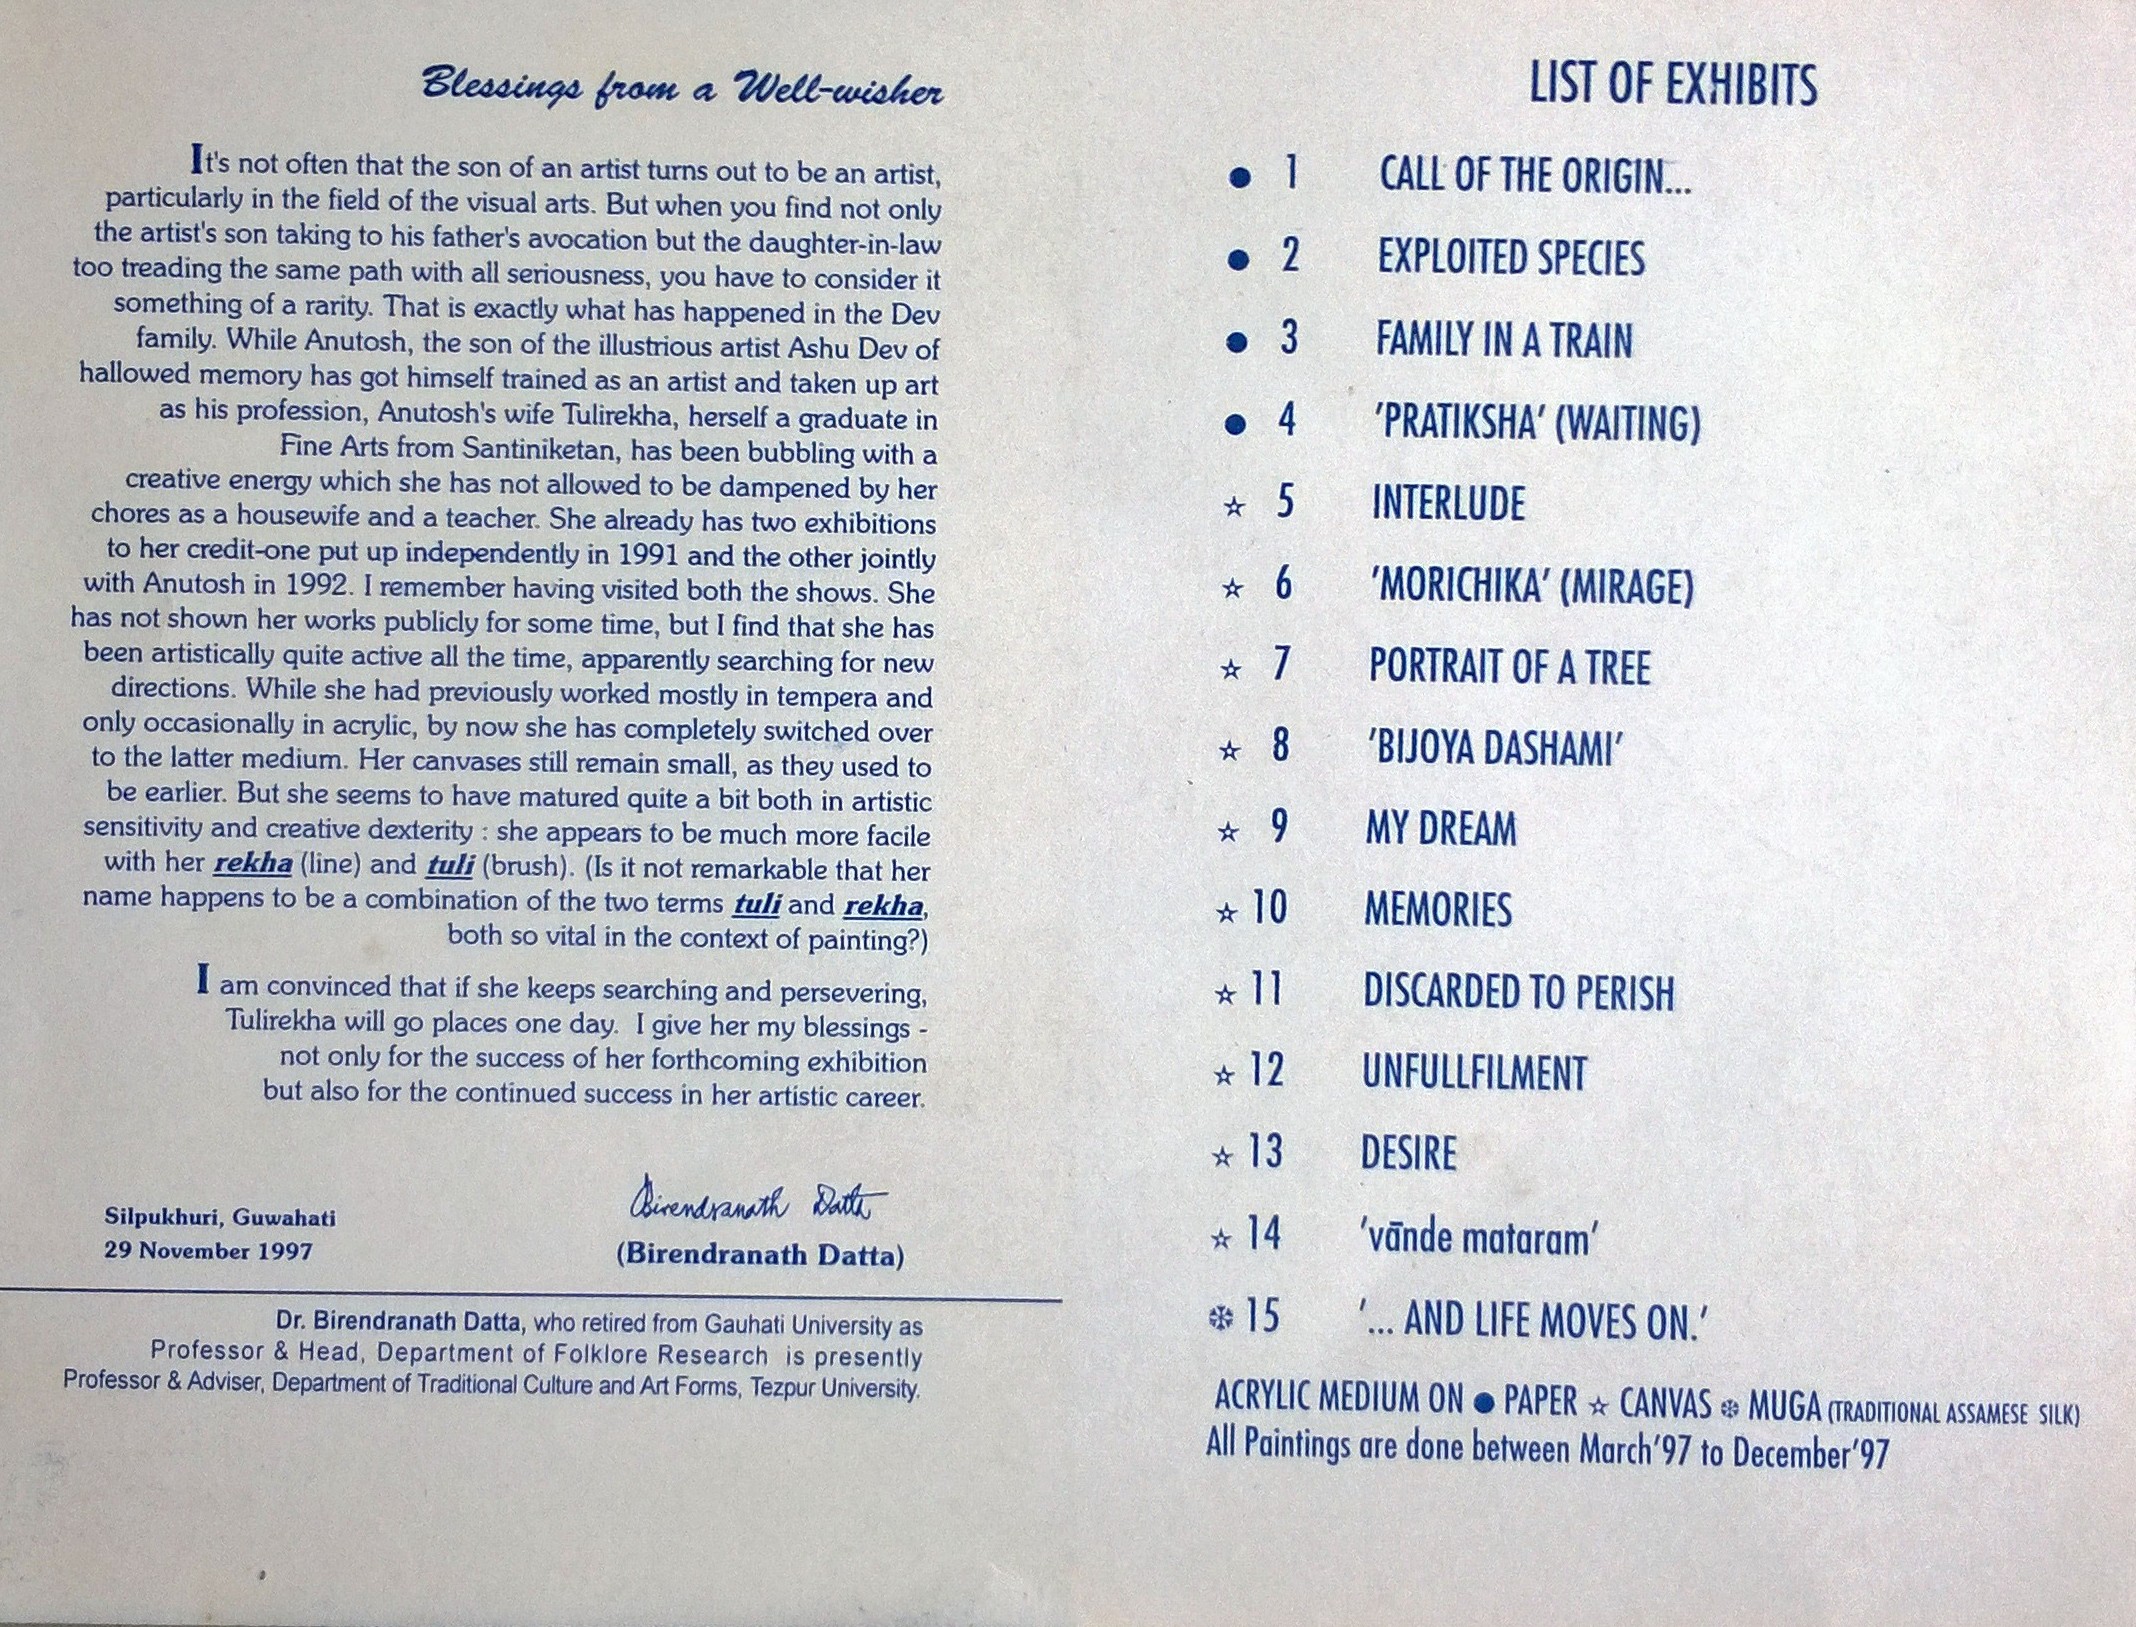 Blessings from a Well-wisher
It's not often that the son of an artist turns out to be an artist,
particularly in the field of the visual arts. But when you find not only
the artist's son taking to his father's avocation but the daughter-in-law
too treading the same path with all seriousness, you have to consider it
something of a rarity. That is exactly what has happened in the Dev
family. While Anutosh, the son of the illustrious artist Ashu Dev of
hallowed memory has got himself trained as an artist and taken up art
as his profession, Anutosh's wife Tulirekha, herself a graduate in
Fine Arts from Santiniketan, has been bubbling with a
creative energy which she has not allowed to be dampened by her
chores as a housewife and a teacher. She already has two exhibitions
to her credit-one put up independently in 1991 and the other jointly
with Anutosh in 1992. I remember having visited both the shows. She
has not shown her works publicly for some time, but I find that she has
been artistically quite active all the time, apparently searching for new
directions. While she had previously worked mostly in tempera and
only occasionally in acrylic, by now she has completely switched over
to the latter medium. Her canvases still remain small, as they used to
be earlier. But she seems to have matured quite a bit both in artistic
sensitivity and creative dexterity : she appears to be much more facile
with her rekha (line) and tuli (brush). (Is it not remarkable that her
name happens to be a combination of the two terms tuli and rekha,
both so vital in the context of painting?)
I am convinced that if she keeps searching and persevering,
Tulirekha will go places one day. I give her my blessings -
not only for the success of her forthcoming exhibition
but also for the continued success in her artistic career.
Birendranath Datta
Silpukhuri, Guwahati
29 November 1997
(Birendranath Datta)
Dr. Birendranath Datta, who retired from Gauhati University as
Professor & Head, Department of Folklore Research is presently
Professor & Adviser, Department of Traditional Culture and Art Forms, Tezpur University.
LIST OF EXHIBITS
● 1 CALL OF THE ORIGIN...
● 2 EXPLOITED SPECIES
● 3 FAMILY IN A TRAIN
● 4 'PRATIKSHA' (WAITING)
☆ 5 INTERLUDE
☆ 6 'MORICHIKA' (MIRAGE)
☆ 7 PORTRAIT OF A TREE
☆ 8 'BIJOYA DASHAMI'
☆ 9 MY DREAM
☆ 10 MEMORIES
☆ 11 DISCARDED TO PERISH
☆ 12 UNFULLFILMENT
☆ 13 DESIRE
☆ 14 'vānde mataram'
❄ 15 '... AND LIFE MOVES ON.'
ACRYLIC MEDIUM ON ● PAPER ☆ CANVAS ❄ MUGA (TRADITIONAL ASSAMESE SILK)
All Paintings are done between March'97 to December'97